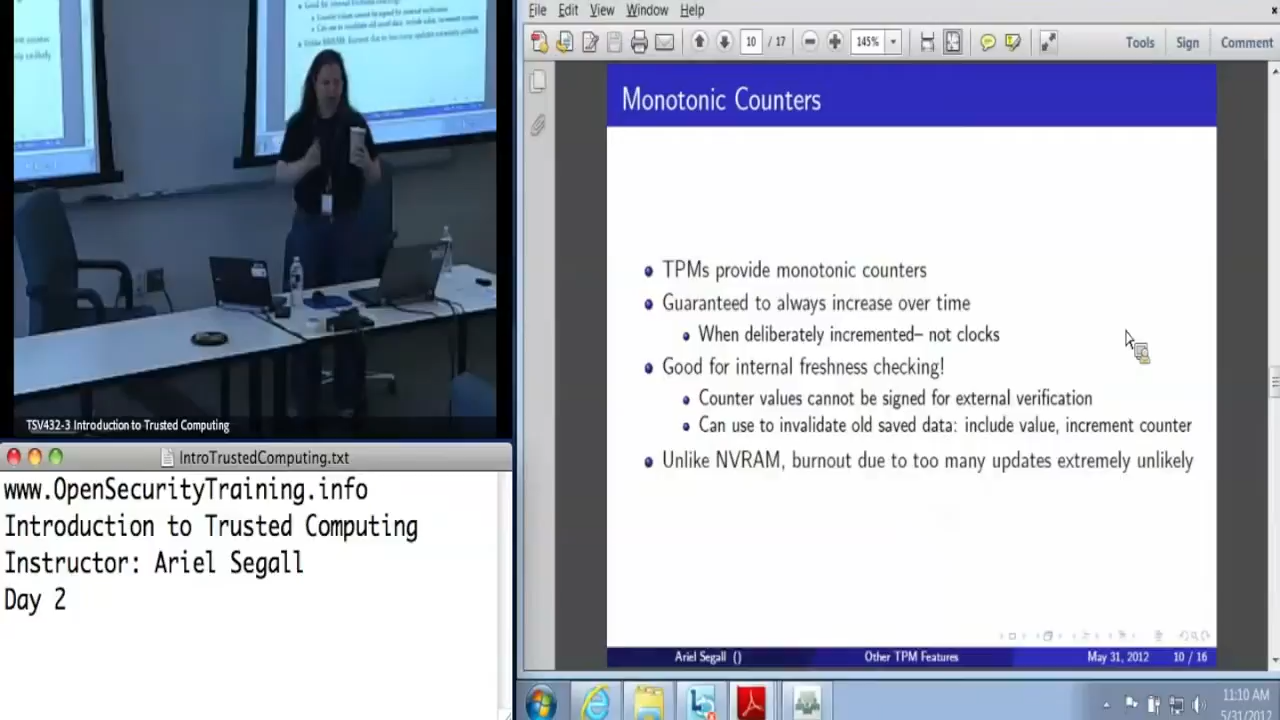 File Edit View Window Help
10 / 17 145% Tools Sign Comment
Monotonic Counters
TPMs provide monotonic counters
Guaranteed to always increase over time
When deliberately incremented– not clocks
Good for internal freshness checking!
Counter values cannot be signed for external verification
Can use to invalidate old saved data: include value, increment counter
Unlike NVRAM, burnout due to too many updates extremely unlikely
Ariel Segall () Other TPM Features May 31, 2012 10 / 16
11:10 AM
5/31/2012
TSV432-3 Introduction to Trusted Computing
IntroTrustedComputing.txt
www.OpenSecurityTraining.info
Introduction to Trusted Computing
Instructor: Ariel Segall
Day 2